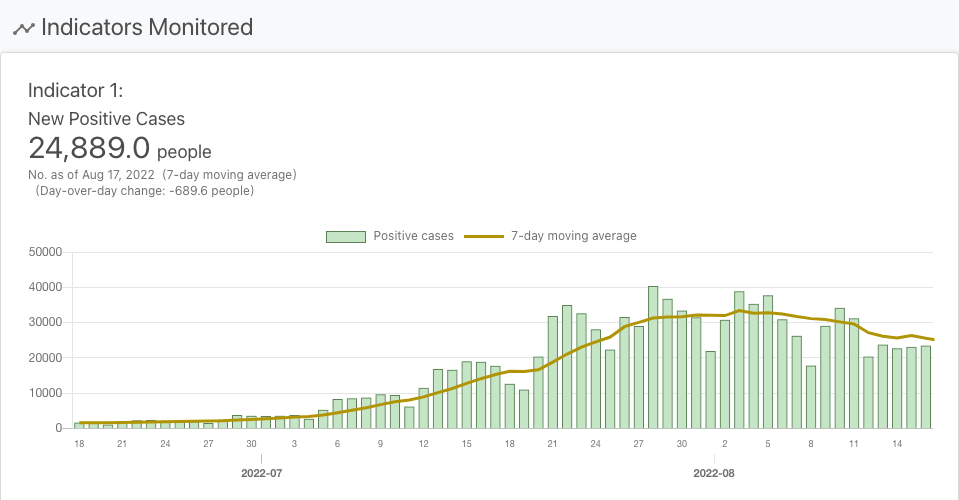 Indicators Monitored
Indicator 1:
New Positive Cases
24,889.0 people
No. as of Aug 17, 2022 (7-day moving average)
(Day-over-day change: -689.6 people)
Positive cases 7-day moving average
50000
40000
30000
20000
10000
0
18 21 24 27 30 3 6 9 12 15 18 21 24 27 30 2 5 8 11 14
2022-07 2022-08